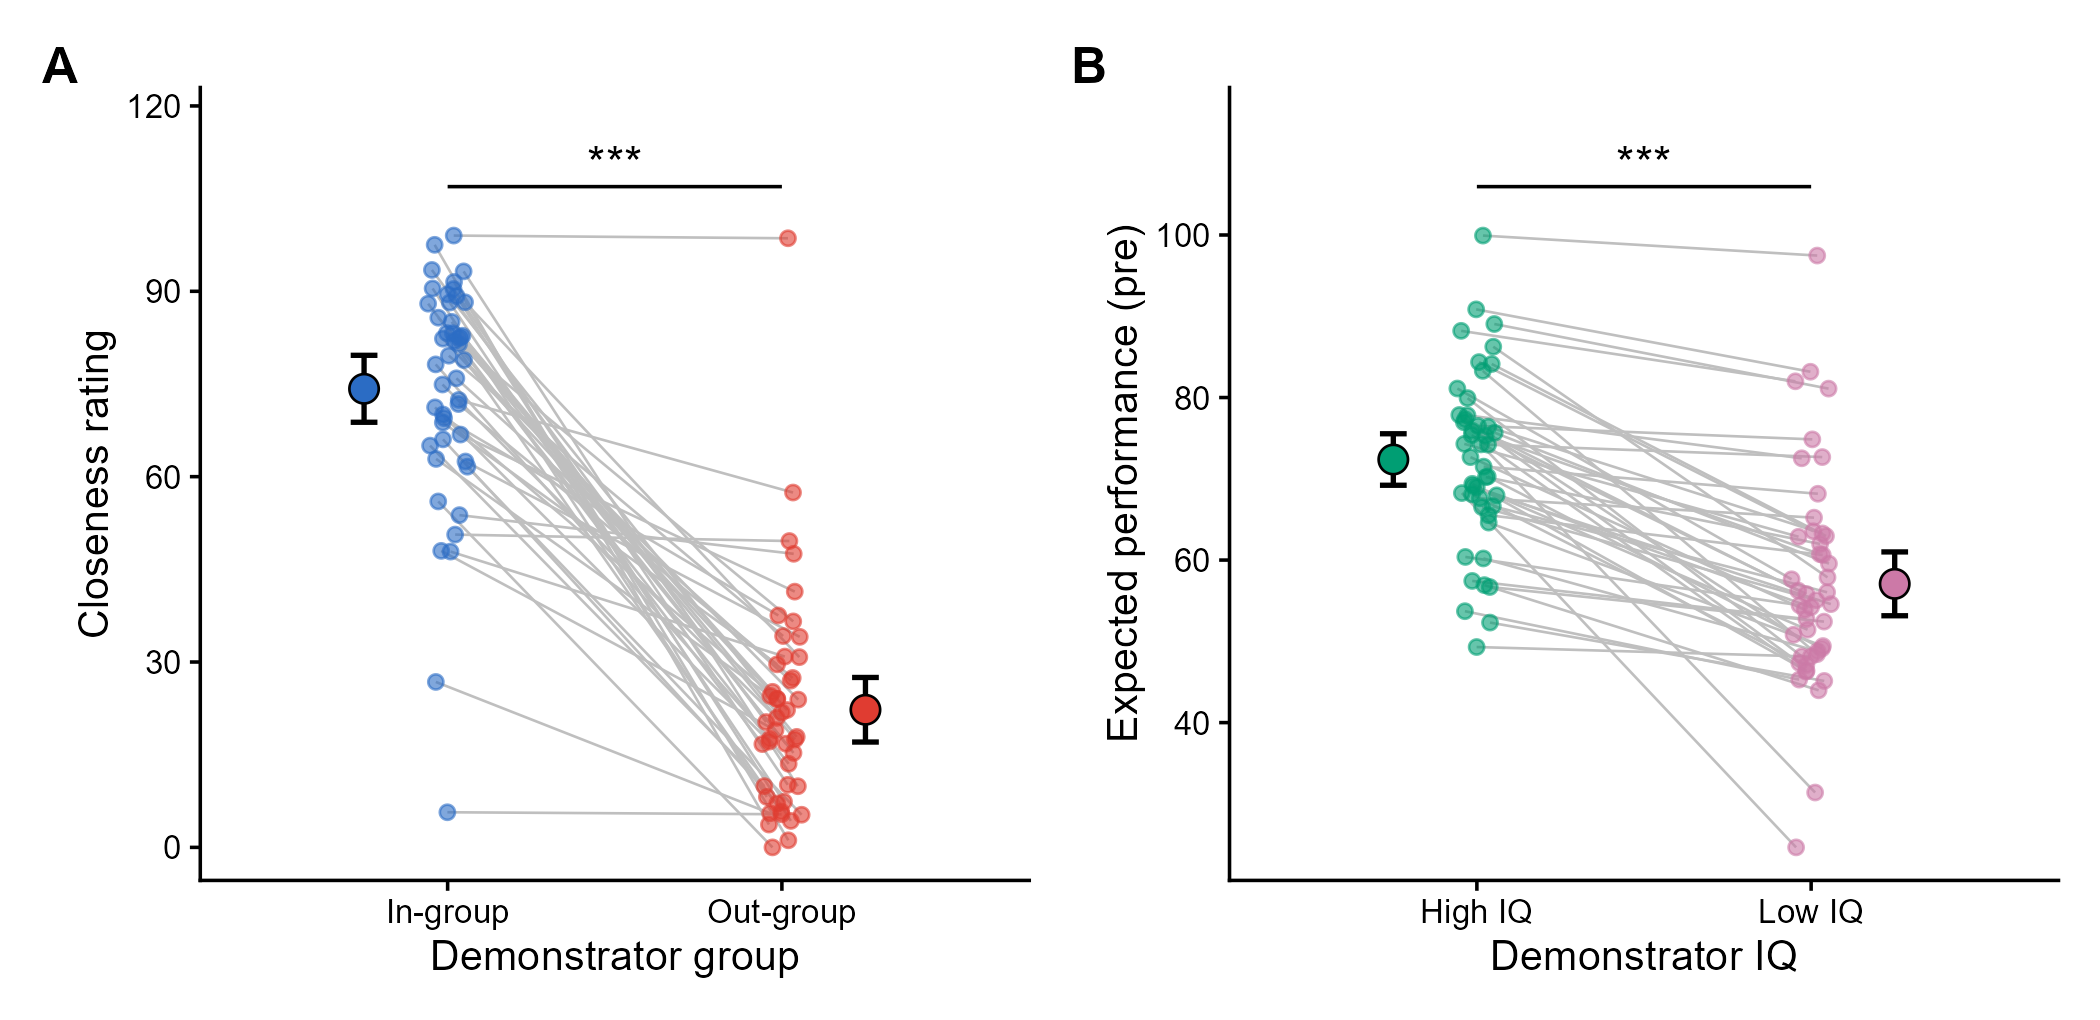 A
B
120
90
60
30
0
***
Closeness rating
In-group
Out-group
Demonstrator group
100
80
60
40
***
Expected performance (pre)
High IQ
Low IQ
Demonstrator IQ